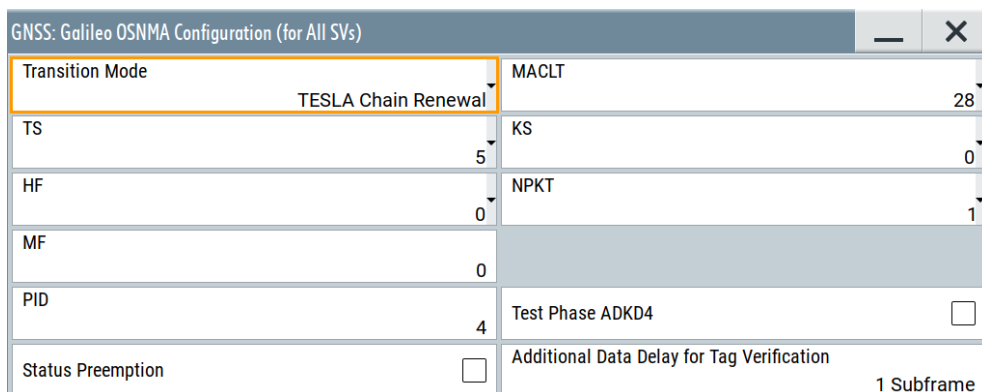 GNSS: Galileo OSNMA Configuration (for All SVs)
Transition Mode
TESLA Chain Renewal
MACLT
28
TS
5
KS
0
HF
0
NPKT
1
MF
0
PID
4
Test Phase ADKD4
Status Preemption
Additional Data Delay for Tag Verification
1 Subframe